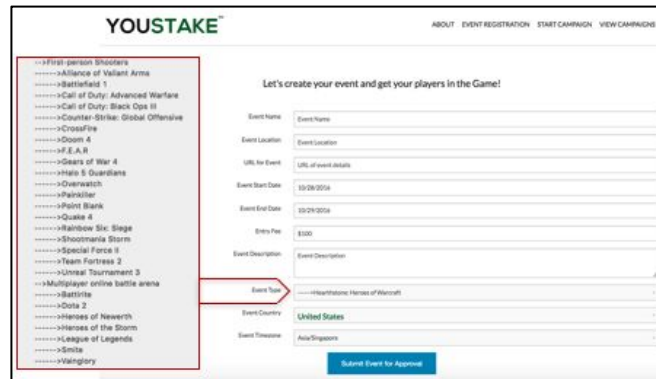 YOUSTAKE™
ABOUT EVENT REGISTRATION START CAMPAIGN VIEW CAMPAIGNS
-->First-person Shooters
------>Alliance of Valiant Arms
------>Battlefield 1
------>Call of Duty: Advanced Warfare
------>Call of Duty: Black Ops III
------>Counter-Strike: Global Offensive
------>CrossFire
------>Doom 4
------>F.E.A.R
------>Gears of War 4
------>Halo 5 Guardians
------>Overwatch
------>Painkiller
------>Point Blank
------>Quake 4
------>Rainbow Six: Siege
------>Shootmania Storm
------>Special Force II
------>Team Fortress 2
------>Unreal Tournament 3
-->Multiplayer online battle arena
------>Battlrite
------>Dota 2
------>Heroes of Newerth
------>Heroes of the Storm
------>League of Legends
------>Smite
------>Vainglory
Let's create your event and get your players in the Game!
Event Name Event Name
Event Location Event Location
URL for Event URL of event details
Event Start Date 10/28/2016
Event End Date 10/29/2016
Entry Fee $100
Event Description Event Description
Event Type ------>Hearthstone: Heroes of Warcraft
Event Country United States
Event Timezone Asia/Singapore
Submit Event for Approval